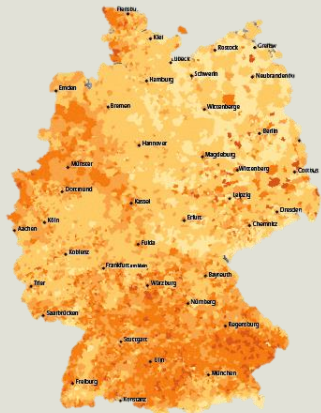 Flensburg
Kiel
Rostock
Greifsw
Lübeck
Schwerin
Hamburg
Neubrandenbu
Emden
Bremen
Wittenberge
Berlin
Hannover
Magdeburg
Münster
Wittenberg
Cottbus
Dortmund
Leipzig
Kassel
Dresden
Köln
Erfurt
Chemnitz
Aachen
Fulda
Koblenz
Frankfurt am Main
Bayreuth
Trier
Würzburg
Nürnberg
Saarbrücken
Regensburg
Stuttgart
Ulm
München
Freiburg
Konstanz